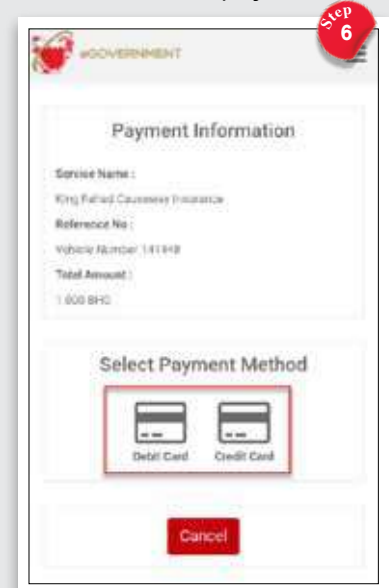 Step
6
eGOVERNMENT
Payment Information
Service Name :
King Fahad Causeway Insurance
Reference No :
Vehicle Number
Total Amount :
BHD
Select Payment Method
Debit Card Credit Card
Cancel